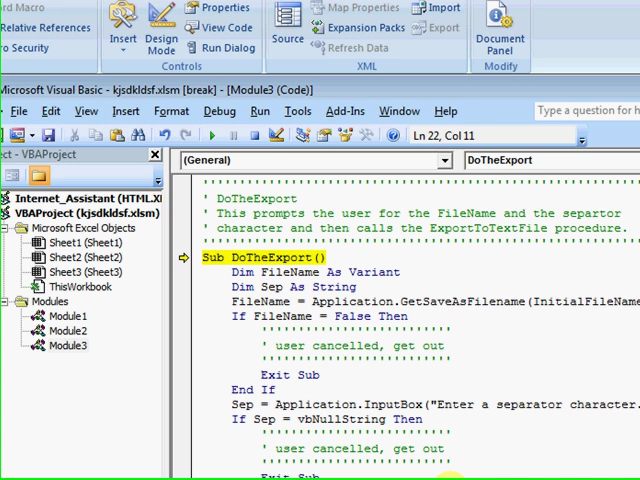 rd Macro
Relative References
ro Security
Insert
Design
Mode
Properties
View Code
Run Dialog
Controls
Source
Map Properties
Expansion Packs
Refresh Data
Import
Export
XML
Document
Panel
Modify
Microsoft Visual Basic - kjsdkldsf.xlsm [break] - [Module3 (Code)]
File Edit View Insert Format Debug Run Tools Add-Ins Window Help
Type a question for h
Ln 22, Col 11
ct - VBAProject
Internet_Assistant (HTML.XI
VBAProject (kjsdkldsf.xlsm)
Microsoft Excel Objects
Sheet1 (Sheet1)
Sheet2 (Sheet2)
Sheet3 (Sheet3)
ThisWorkbook
Modules
Module1
Module2
Module3
(General)
DoTheExport
''''''''''''''''''''''''''''''''''''''''''''''''''''''''''
' DoTheExport
' This prompts the user for the FileName and the separtor
' character and then calls the ExportToTextFile procedure.
''''''''''''''''''''''''''''''''''''''''''''''''''''''''''
Sub DoTheExport()
Dim FileName As Variant
Dim Sep As String
FileName = Application.GetSaveAsFilename(InitialFileName
If FileName = False Then
''''''''''''''''''''''''''
' user cancelled, get out
''''''''''''''''''''''''''
Exit Sub
End If
Sep = Application.InputBox("Enter a separator character.
If Sep = vbNullString Then
''''''''''''''''''''''''''
' user cancelled, get out
''''''''''''''''''''''''''
Exit Sub